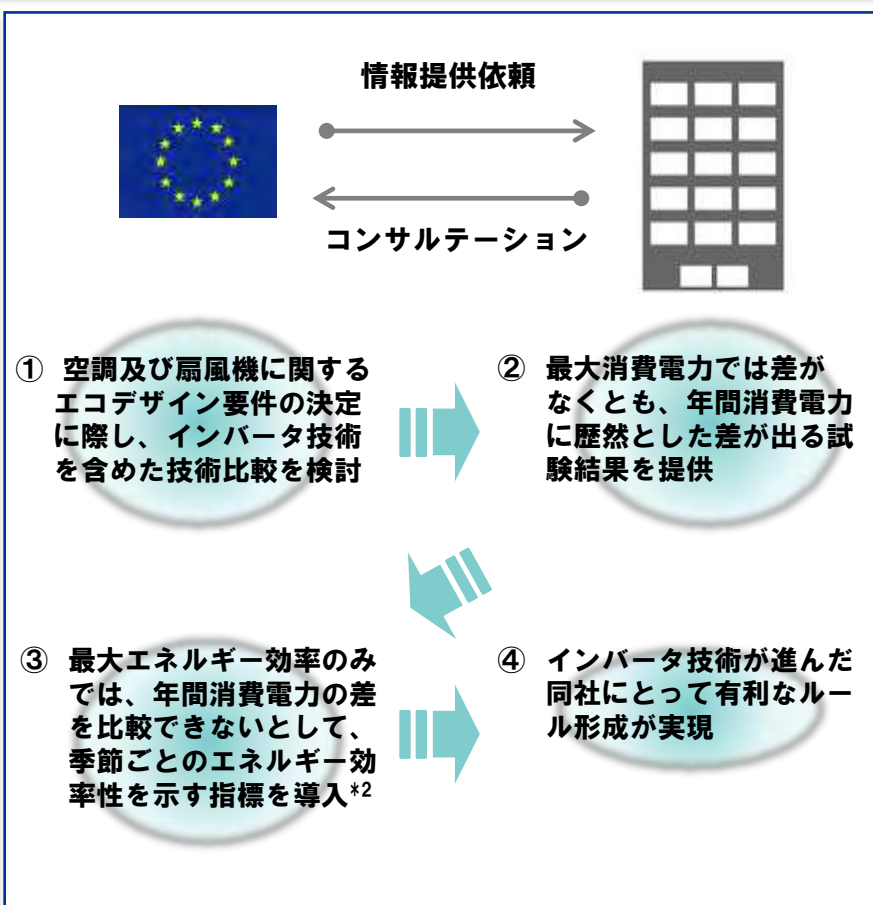 情報提供依頼
コンサルテーション
① 空調及び扇風機に関する
エコデザイン要件の決定
に際し、インバータ技術
を含めた技術比較を検討
② 最大消費電力では差が
なくとも、年間消費電力
に歴然とした差が出る試
験結果を提供
③ 最大エネルギー効率のみ
では、年間消費電力の差
を比較できないとして、
季節ごとのエネルギー効
率性を示す指標を導入*2
④ インバータ技術が進んだ
同社にとって有利なルー
ル形成が実現